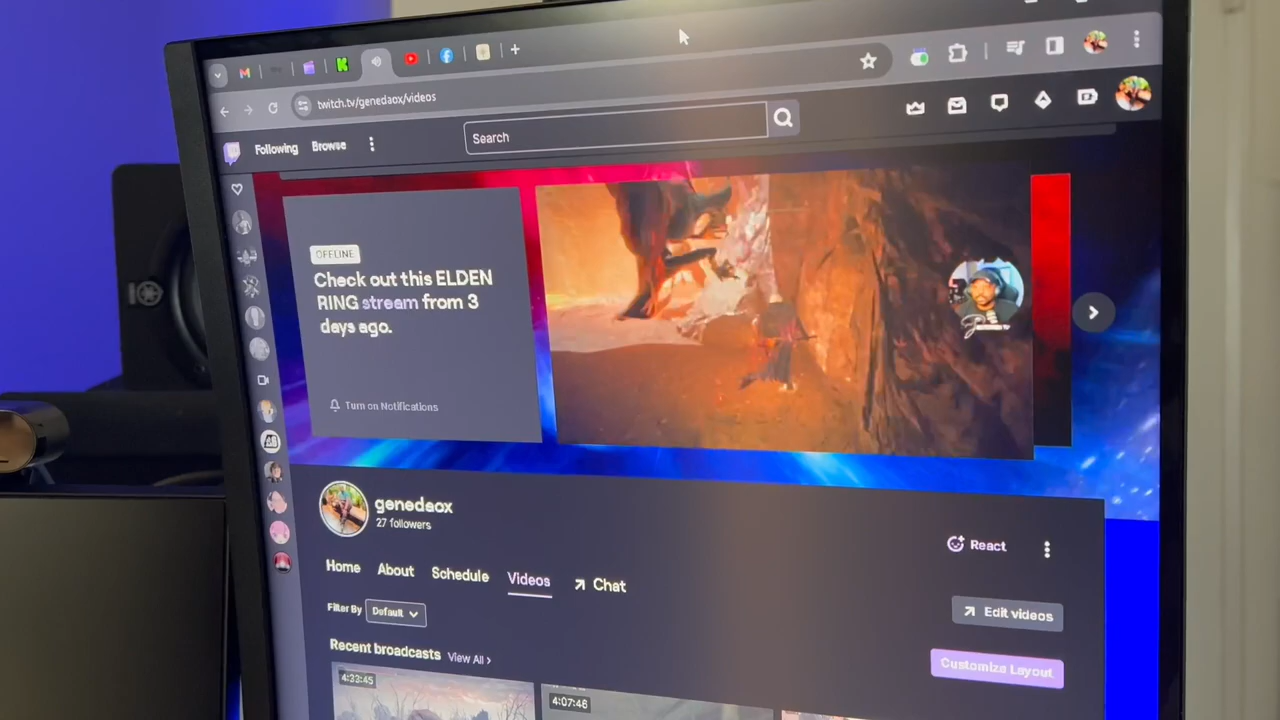 twitch.tv/genedaox/videos
Following Browse
Search
OFFLINE
Check out this ELDEN
RING stream from 3
days ago.
Turn on Notifications
genedaox
27 followers
React
Home About Schedule Videos Chat
Filter By Default
Edit videos
Recent broadcasts View All
Customize Layout
4:33:45
4:07:46